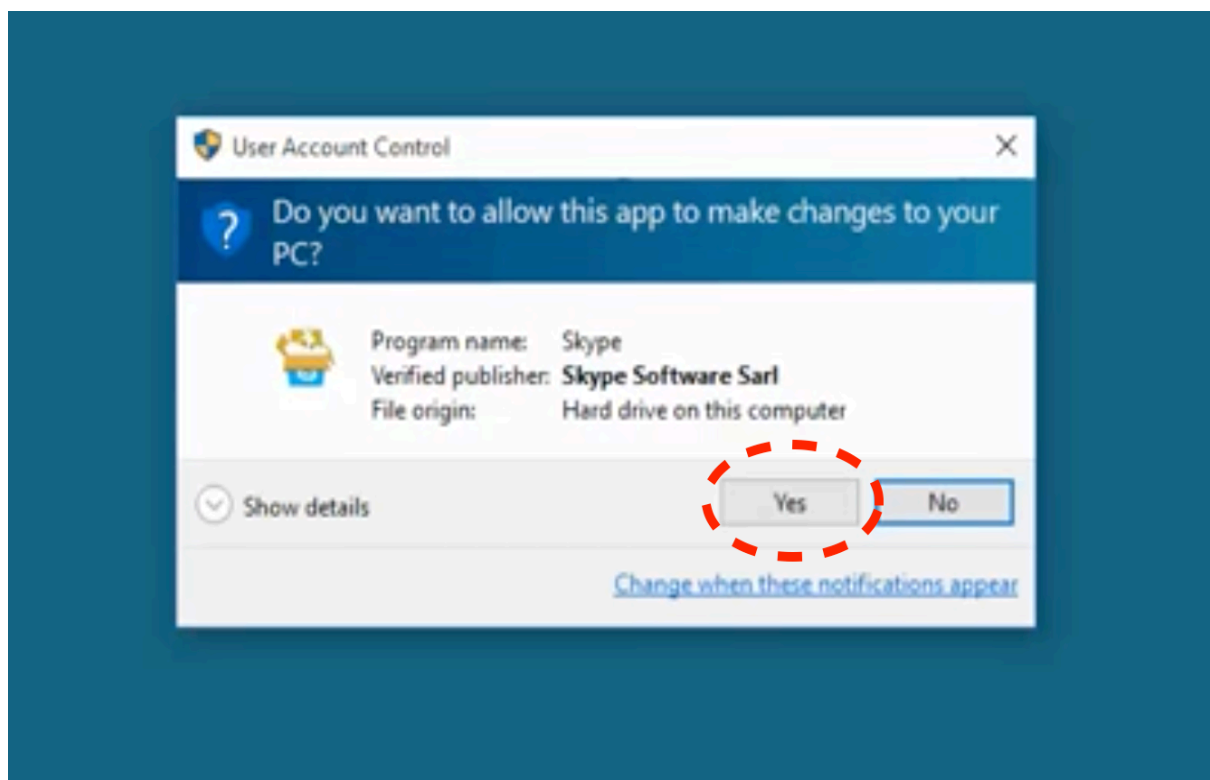 User Account Control
Do you want to allow this app to make changes to your
PC?
Program name: Skype
Verified publisher: Skype Software Sarl
File origin: Hard drive on this computer
Show details
Yes
No
Change when these notifications appear